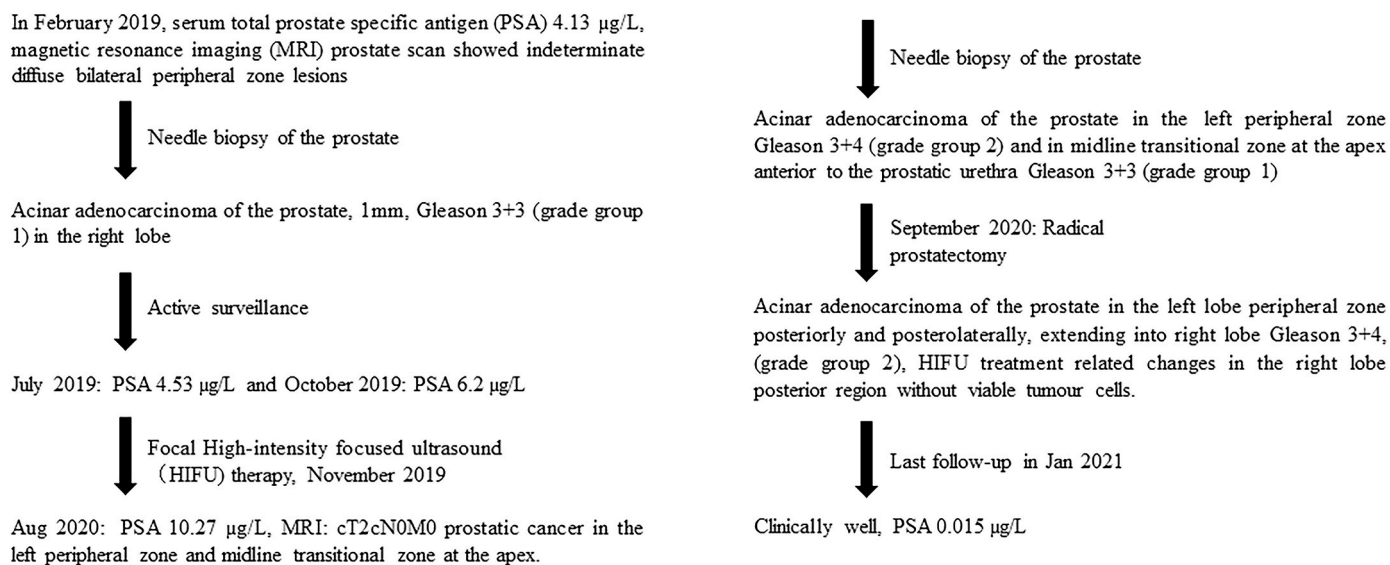 In February 2019, serum total prostate specific antigen (PSA) 4.13 µg/L,
magnetic resonance imaging (MRI) prostate scan showed indeterminate
diffuse bilateral peripheral zone lesions
Needle biopsy of the prostate
Acinar adenocarcinoma of the prostate, 1mm, Gleason 3+3 (grade group
1) in the right lobe
Active surveillance
July 2019: PSA 4.53 µg/L and October 2019: PSA 6.2 µg/L
Focal High-intensity focused ultrasound
（HIFU) therapy, November 2019
Aug 2020: PSA 10.27 µg/L, MRI: cT2cN0M0 prostatic cancer in the
left peripheral zone and midline transitional zone at the apex.
Needle biopsy of the prostate
Acinar adenocarcinoma of the prostate in the left peripheral zone
Gleason 3+4 (grade group 2) and in midline transitional zone at the apex
anterior to the prostatic urethra Gleason 3+3 (grade group 1)
September 2020: Radical
prostatectomy
Acinar adenocarcinoma of the prostate in the left lobe peripheral zone
posteriorly and posterolaterally, extending into right lobe Gleason 3+4,
(grade group 2), HIFU treatment related changes in the right lobe
posterior region without viable tumour cells.
Last follow-up in Jan 2021
Clinically well, PSA 0.015 µg/L